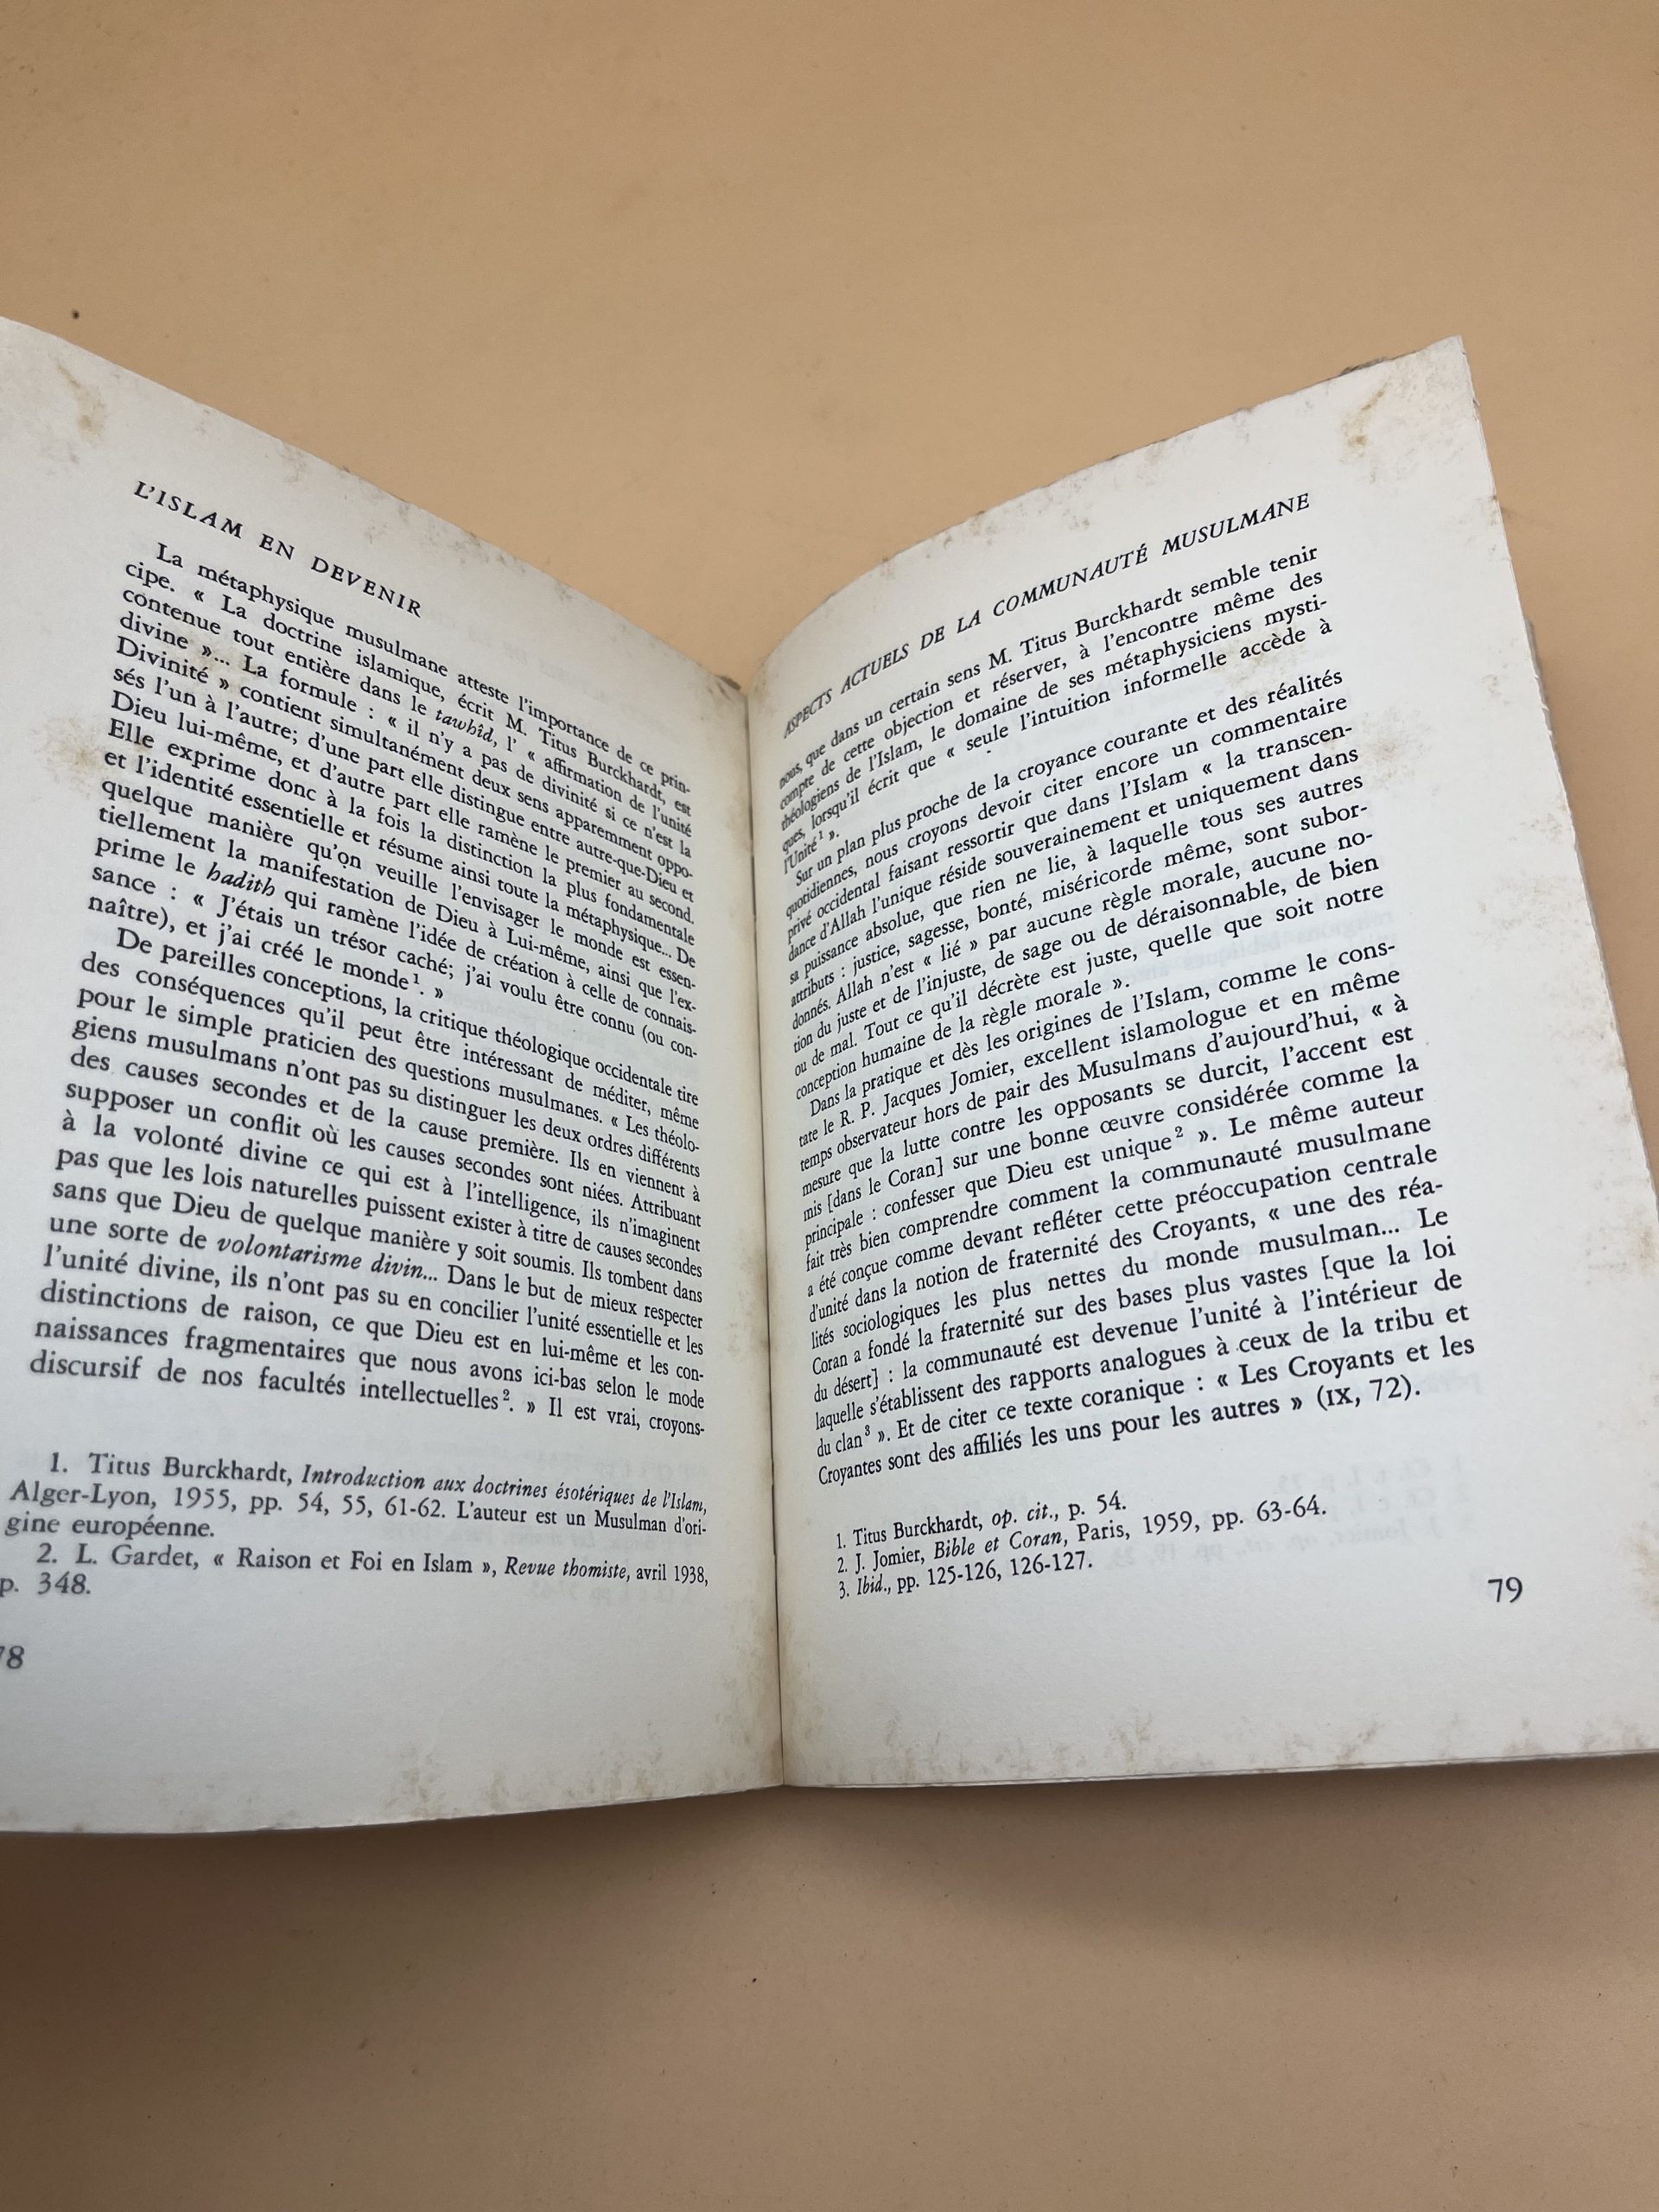 L'ISLAM EN DEVENIR
La métaphysique musulmane atteste l'importance de ce prin-
cipe. « La doctrine islamique, écrit M. Titus Burckhardt, est
contenue tout entière dans le tawhîd, l' « affirmation de l'unité
divine »... La formule : « il n'y a pas de divinité si ce n'est la
Divinité » contient simultanément deux sens apparemment oppo-
sés l'un à l'autre; d'une part elle distingue entre autre-que-Dieu et
Dieu lui-même, et d'autre part elle ramène le premier au second.
Elle exprime donc à la fois la distinction la plus fondamentale
et l'identité essentielle et résume ainsi toute la métaphysique... De
quelque manière qu'on veuille l'envisager le monde est essen-
tiellement la manifestation de Dieu à Lui-même, ainsi que l'ex-
prime le hadith qui ramène l'idée de création à celle de connais-
sance : « J'étais un trésor caché; j'ai voulu être connu (ou con-
naître), et j'ai créé le monde1. »
De pareilles conceptions, la critique théologique occidentale tire
des conséquences qu'il peut être intéressant de méditer, même
pour le simple praticien des questions musulmanes. « Les théolo-
giens musulmans n'ont pas su distinguer les deux ordres différents
des causes secondes et de la cause première. Ils en viennent à
supposer un conflit où les causes secondes sont niées. Attribuant
à la volonté divine ce qui est à l'intelligence, ils n'imaginent
pas que les lois naturelles puissent exister à titre de causes secondes
sans que Dieu de quelque manière y soit soumis. Ils tombent dans
une sorte de volontarisme divin... Dans le but de mieux respecter
l'unité divine, ils n'ont pas su en concilier l'unité essentielle et les
distinctions de raison, ce que Dieu est en lui-même et les con-
naissances fragmentaires que nous avons ici-bas selon le mode
discursif de nos facultés intellectuelles2. » Il est vrai, croyons-
1. Titus Burckhardt, Introduction aux doctrines ésotériques de l'Islam,
Alger-Lyon, 1955, pp. 54, 55, 61-62. L'auteur est un Musulman d'ori-
gine européenne.
2. L. Gardet, « Raison et Foi en Islam », Revue thomiste, avril 1938,
p. 348.
78
ASPECTS ACTUELS DE LA COMMUNAUTÉ MUSULMANE
nous, que dans un certain sens M. Titus Burckhardt semble tenir
compte de cette objection et réserver, à l'encontre même des
théologiens de l'Islam, le domaine de ses métaphysiciens mysti-
ques, lorsqu'il écrit que « seule l'intuition informelle accède à
l'Unité1 ».
Sur un plan plus proche de la croyance courante et des réalités
quotidiennes, nous croyons devoir citer encore un commentaire
privé occidental faisant ressortir que dans l'Islam « la transcen-
dance d'Allah l'unique réside souverainement et uniquement dans
sa puissance absolue, que rien ne lie, à laquelle tous ses autres
attributs : justice, sagesse, bonté, miséricorde même, sont subor-
donnés. Allah n'est « lié » par aucune règle morale, aucune no-
tion du juste et de l'injuste, de sage ou de déraisonnable, de bien
ou de mal. Tout ce qu'il décrète est juste, quelle que soit notre
conception humaine de la règle morale ».
Dans la pratique et dès les origines de l'Islam, comme le cons-
tate le R. P. Jacques Jomier, excellent islamologue et en même
temps observateur hors de pair des Musulmans d'aujourd'hui, « à
mesure que la lutte contre les opposants se durcit, l'accent est
mis [dans le Coran] sur une bonne œuvre considérée comme la
principale : confesser que Dieu est unique2 ». Le même auteur
fait très bien comprendre comment la communauté musulmane
a été conçue comme devant refléter cette préoccupation centrale
d'unité dans la notion de fraternité des Croyants, « une des réa-
lités sociologiques les plus nettes du monde musulman... Le
Coran a fondé la fraternité sur des bases plus vastes [que la loi
du désert] : la communauté est devenue l'unité à l'intérieur de
laquelle s'établissent des rapports analogues à ceux de la tribu et
du clan3 ». Et de citer ce texte coranique : « Les Croyants et les
Croyantes sont des affiliés les uns pour les autres » (IX, 72).
1. Titus Burckhardt, op. cit., p. 54.
2. J. Jomier, Bible et Coran, Paris, 1959, pp. 63-64.
3. Ibid., pp. 125-126, 126-127.
79